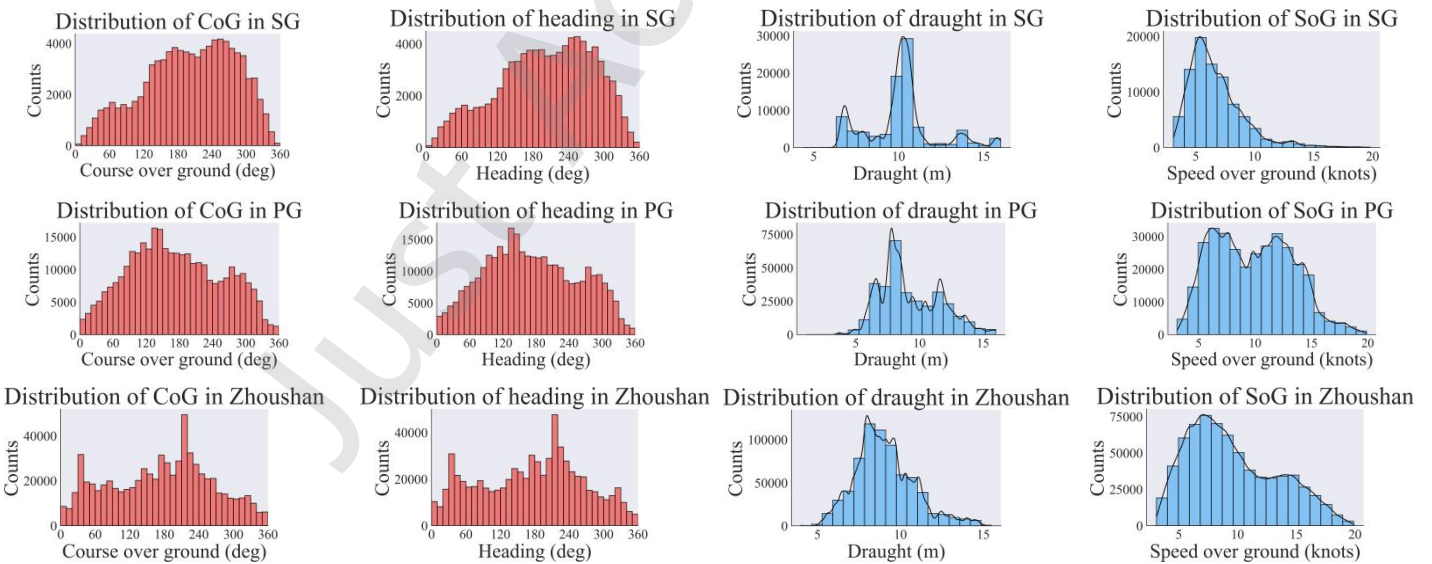 Distribution of CoG in SG
Counts
4000
2000
0
0 60 120 180 240 300 360
Course over ground (deg)
Distribution of heading in SG
Counts
4000
2000
0
0 60 120 180 240 300 360
Heading (deg)
Distribution of draught in SG
Counts
30000
20000
10000
0
5 10 15
Draught (m)
Distribution of SoG in SG
Counts
20000
10000
0
5 10 15 20
Speed over ground (knots)
Distribution of CoG in PG
Counts
15000
10000
5000
0
0 60 120 180 240 300 360
Course over ground (deg)
Distribution of heading in PG
Counts
15000
10000
5000
0
0 60 120 180 240 300 360
Heading (deg)
Distribution of draught in PG
Counts
75000
50000
25000
0
5 10 15
Draught (m)
Distribution of SoG in PG
Counts
30000
20000
10000
0
5 10 15 20
Speed over ground (knots)
Distribution of CoG in Zhoushan
Counts
40000
20000
0
0 60 120 180 240 300 360
Course over ground (deg)
Distribution of heading in Zhoushan
Counts
40000
20000
0
0 60 120 180 240 300 360
Heading (deg)
Distribution of draught in Zhoushan
Counts
100000
50000
0
5 10 15
Draught (m)
Distribution of SoG in Zhoushan
Counts
75000
50000
25000
0
5 10 15 20
Speed over ground (knots)
Just